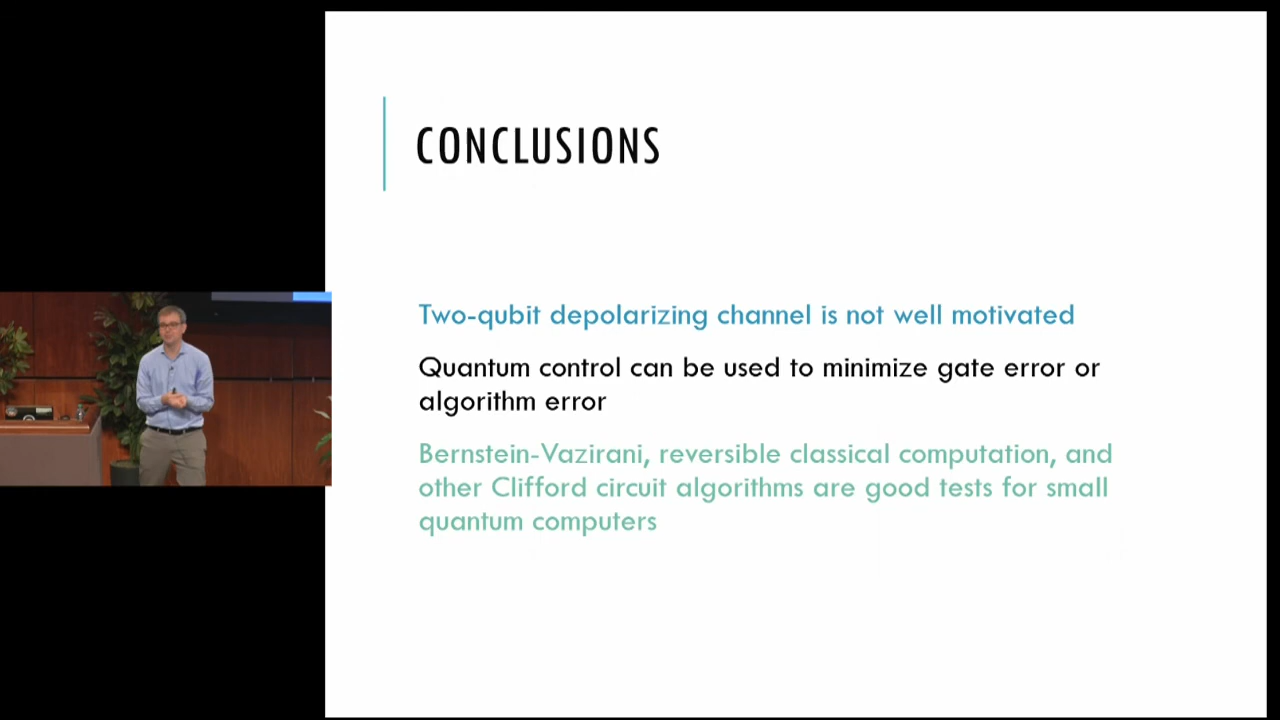 CONCLUSIONS
Two-qubit depolarizing channel is not well motivated
Quantum control can be used to minimize gate error or
algorithm error
Bernstein-Vazirani, reversible classical computation, and
other Clifford circuit algorithms are good tests for small
quantum computers